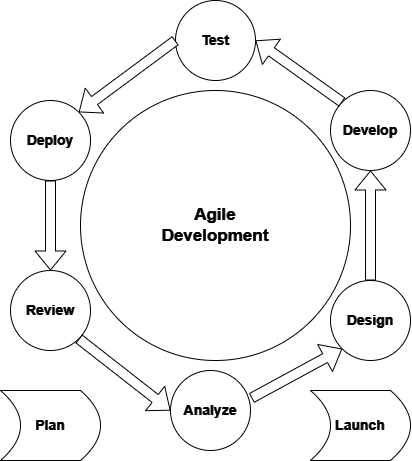 Test
Deploy
Develop
Agile
Development
Review
Design
Analyze
Plan
Launch